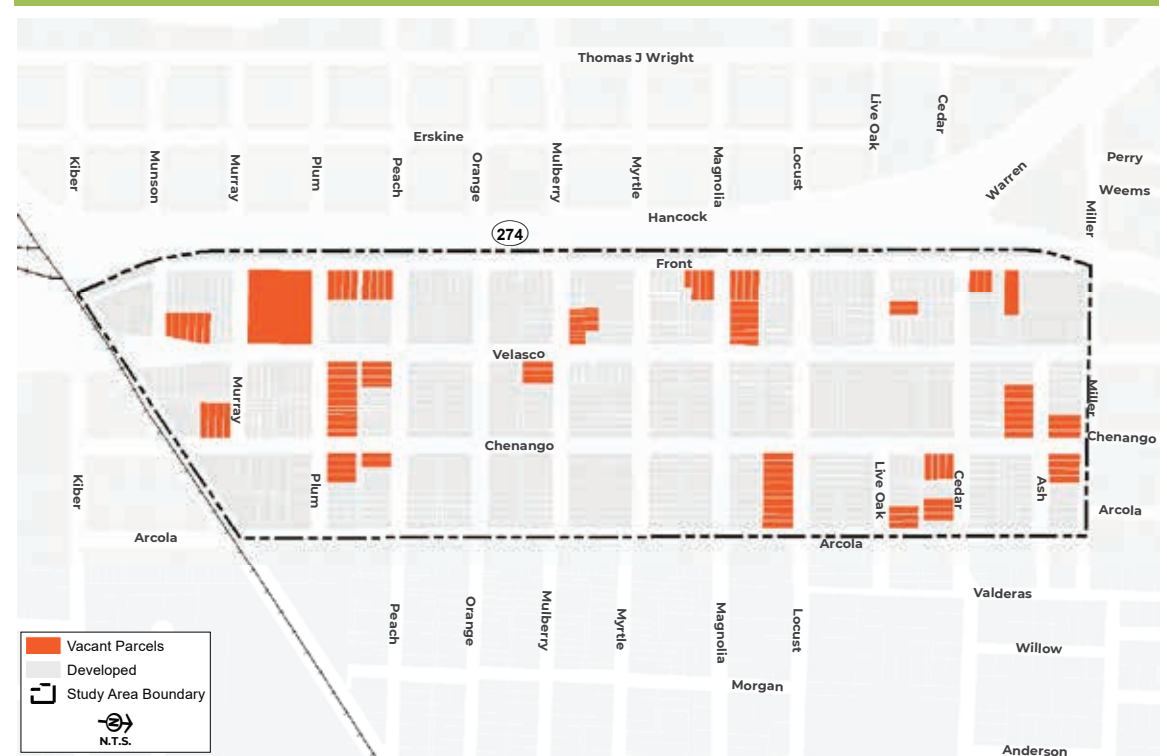 Thomas J Wright
Live Oak
Cedar
Erskine
Kiber
Munson
Murray
Plum
Peach
Orange
Mulberry
Myrtle
Magnolia
Locust
Warren
Perry
Weems
Miller
Hancock
274
Front
Velasco
Murray
Miller
Chenango
Chenango
Kiber
Plum
Live Oak
Cedar
Ash
Arcola
Arcola
Arcola
Peach
Orange
Mulberry
Myrtle
Magnolia
Locust
Valderas
Willow
Morgan
Anderson
Vacant Parcels
Developed
Study Area Boundary
N
N.T.S.